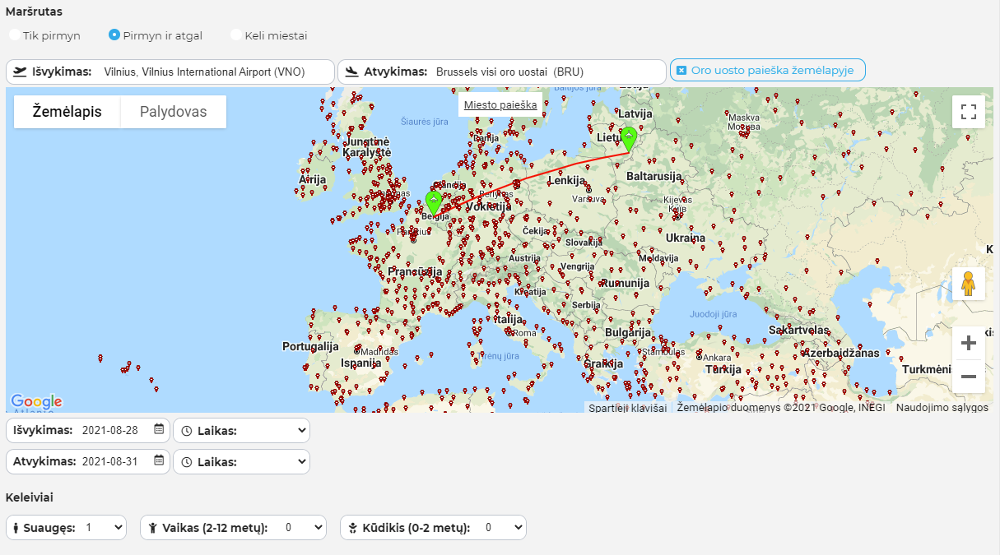 Maršrutas
Tik pirmyn Pirmyn ir atgal Keli miestai
Išvykimas: Vilnius, Vilnius International Airport (VNO) Atvykimas: Brussels visi oro uostai (BRU) Oro uosto paieška žemėlapyje
Baltijos jūra
Žemėlapis Palydovas Miesto paieška
Latvija
Maskva
Москва
Šiaurės jūra
Danija
Jungtinė
Karalystė
Airija
Lenkija
Baltarusija
Varšuva
Kijevas
Київ
Vokietija
Belgija
Čekija
Ukraina
Slovakija
Austrija
Moldavija
Vengrija
Prancūzija
Rumunija
Kroatija
Serbija
Juodoji jūra
Italija
Roma
Bulgarija
Sakartvelas
Portugalija
Madridas
Ispanija
Tirėnų jūra
Stambulas
Ankara
Azerbaidžanas
Graikija
Turkija
Google
Spartieji klavišai Žemėlapio duomenys ©2021 Google, INEGI Naudojimo sąlygos
Išvykimas: 2021-08-28 Laikas:
Atvykimas: 2021-08-31 Laikas:
Keleiviai
Suaugęs: 1 Vaikas (2-12 metų): 0 Kūdikis (0-2 metų): 0